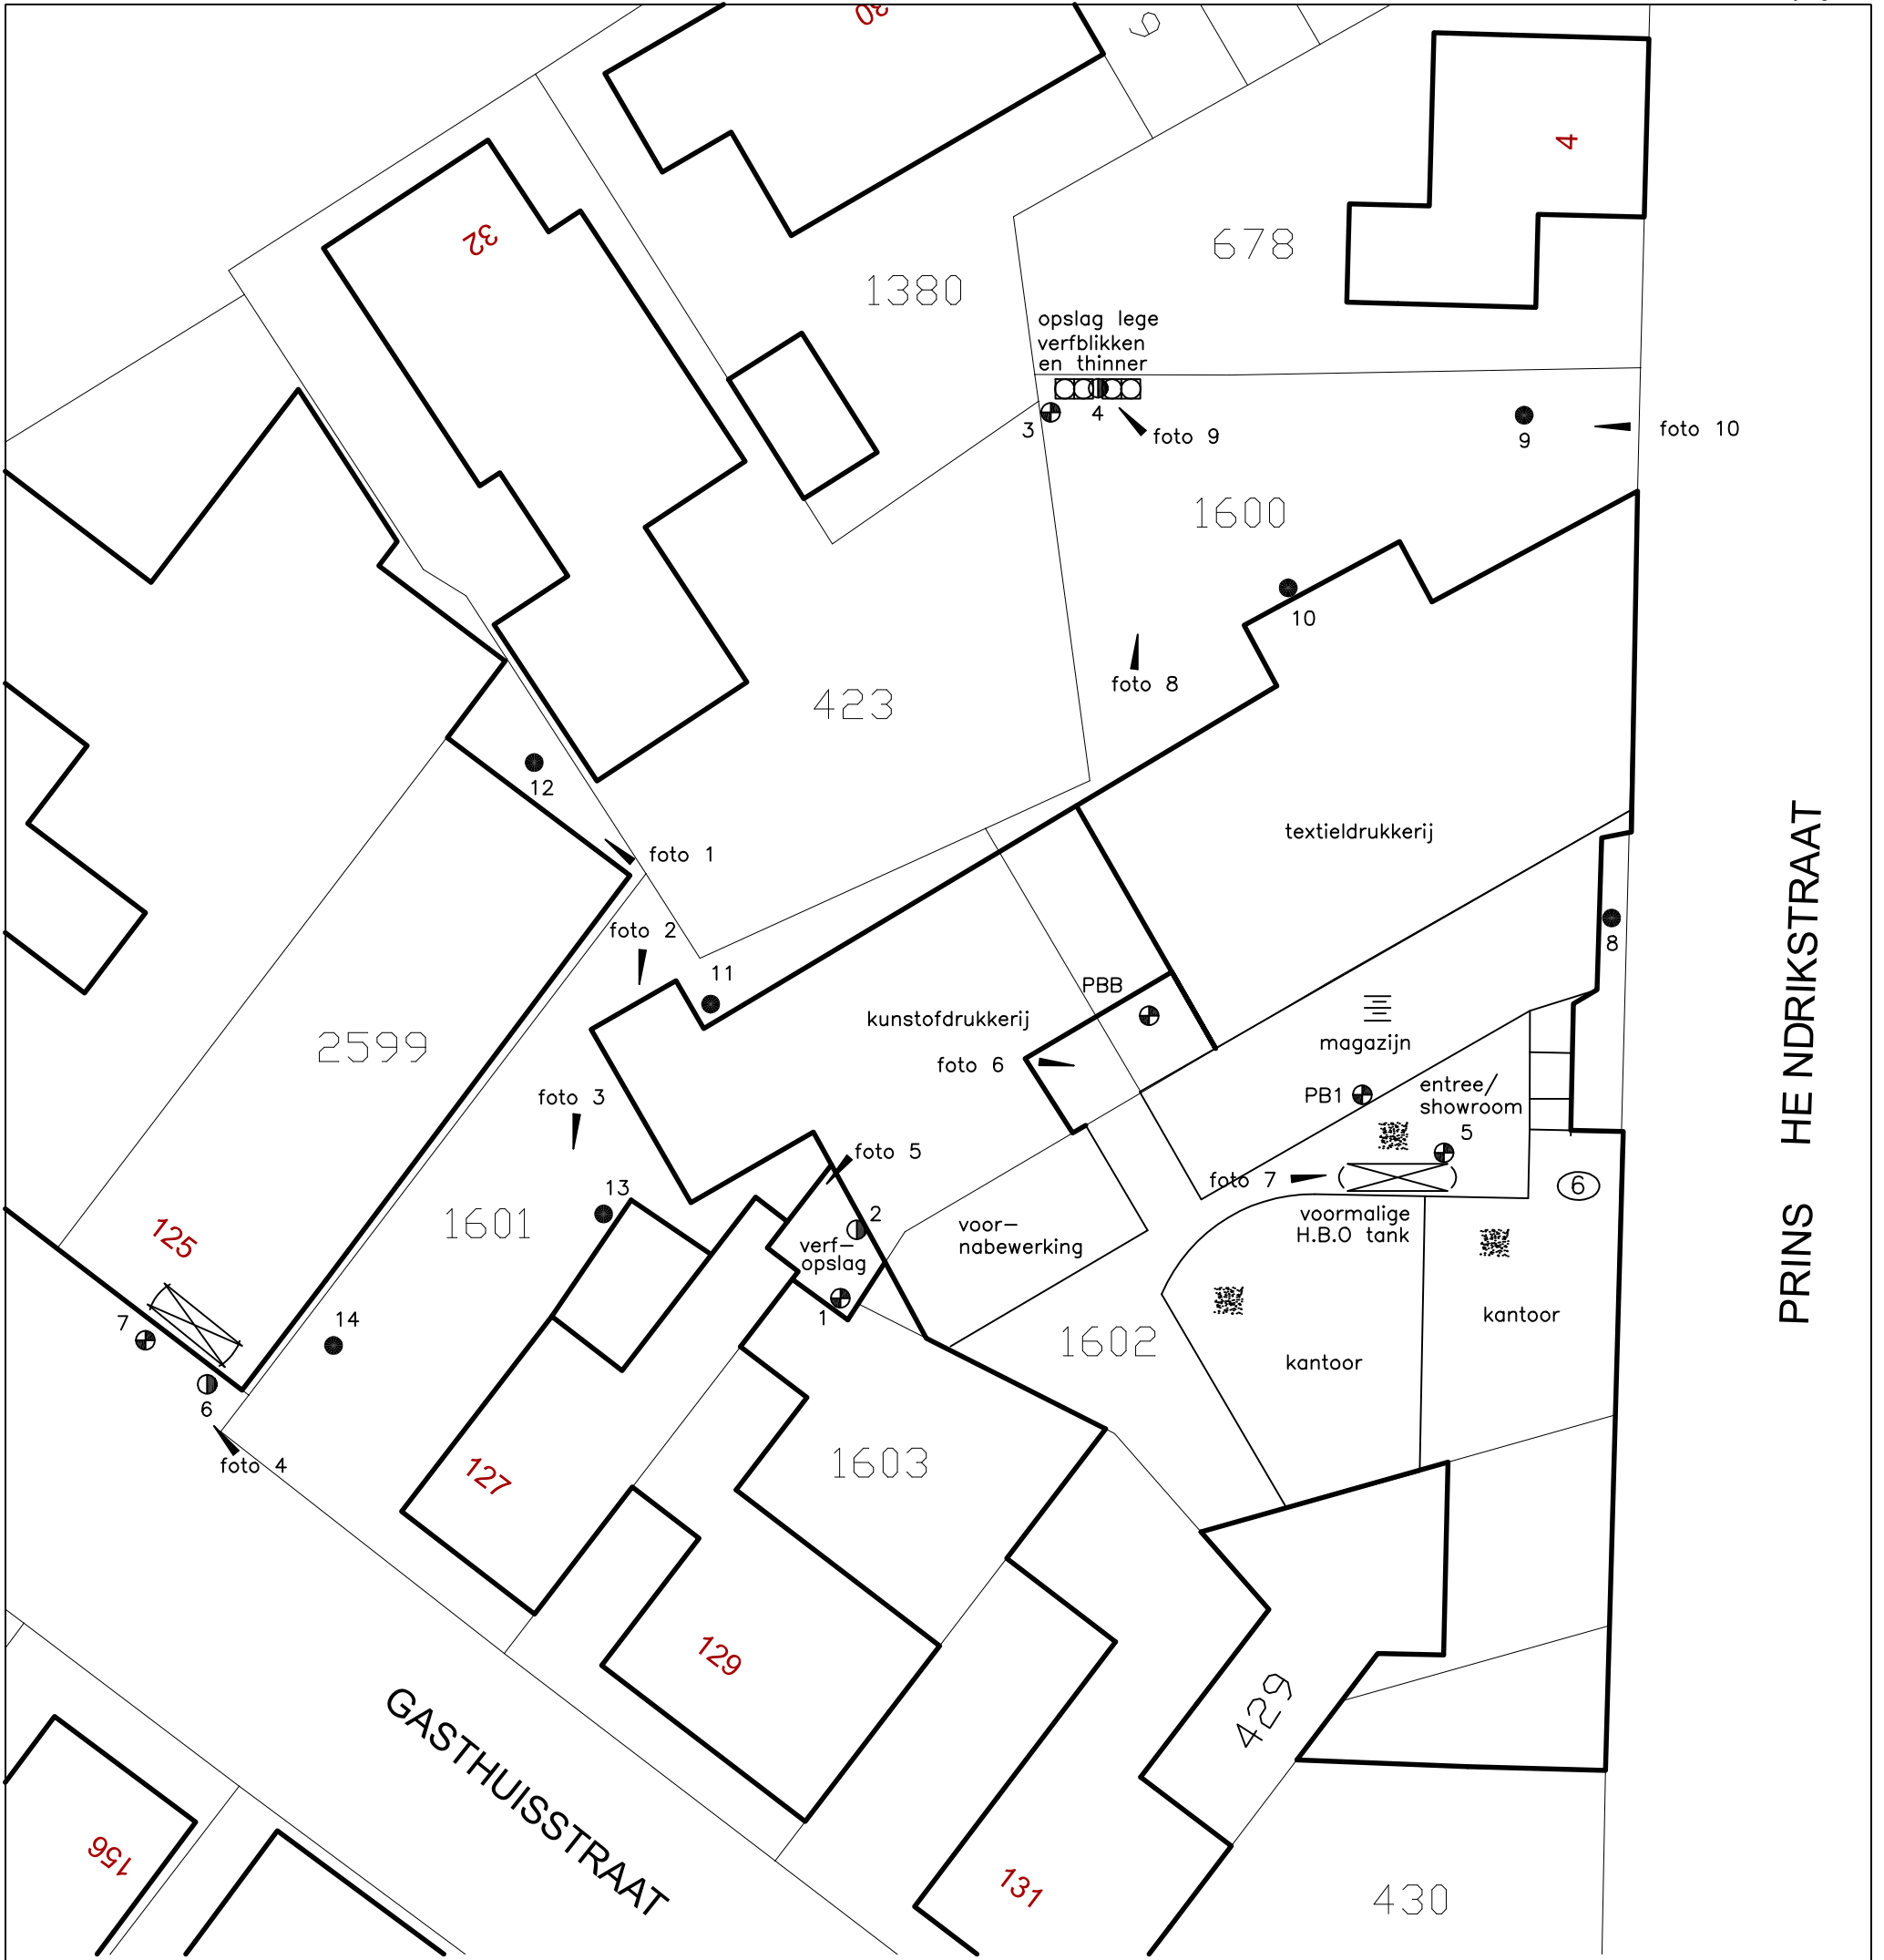 30
9
4
32
678
1380
opslag lege
verfblikken
en thinner
3
4
foto 9
9
foto 10
1600
10
foto 8
423
12
textieldrukkerij
foto 1
foto 2
8
11
PBB
kunstofdrukkerij
2599
magazijn
foto 6
PB1
entree/
showroom
foto 3
5
foto 5
foto 7
6
13
1601
2
125
verf-
opslag
voor-
nabewerking
voormalige
H.B.O tank
1
7
14
1602
kantoor
kantoor
6
foto 4
127
1603
129
429
GASTHUISSTRAAT
156
131
430
PRINS HE NDRIKSTRAAT